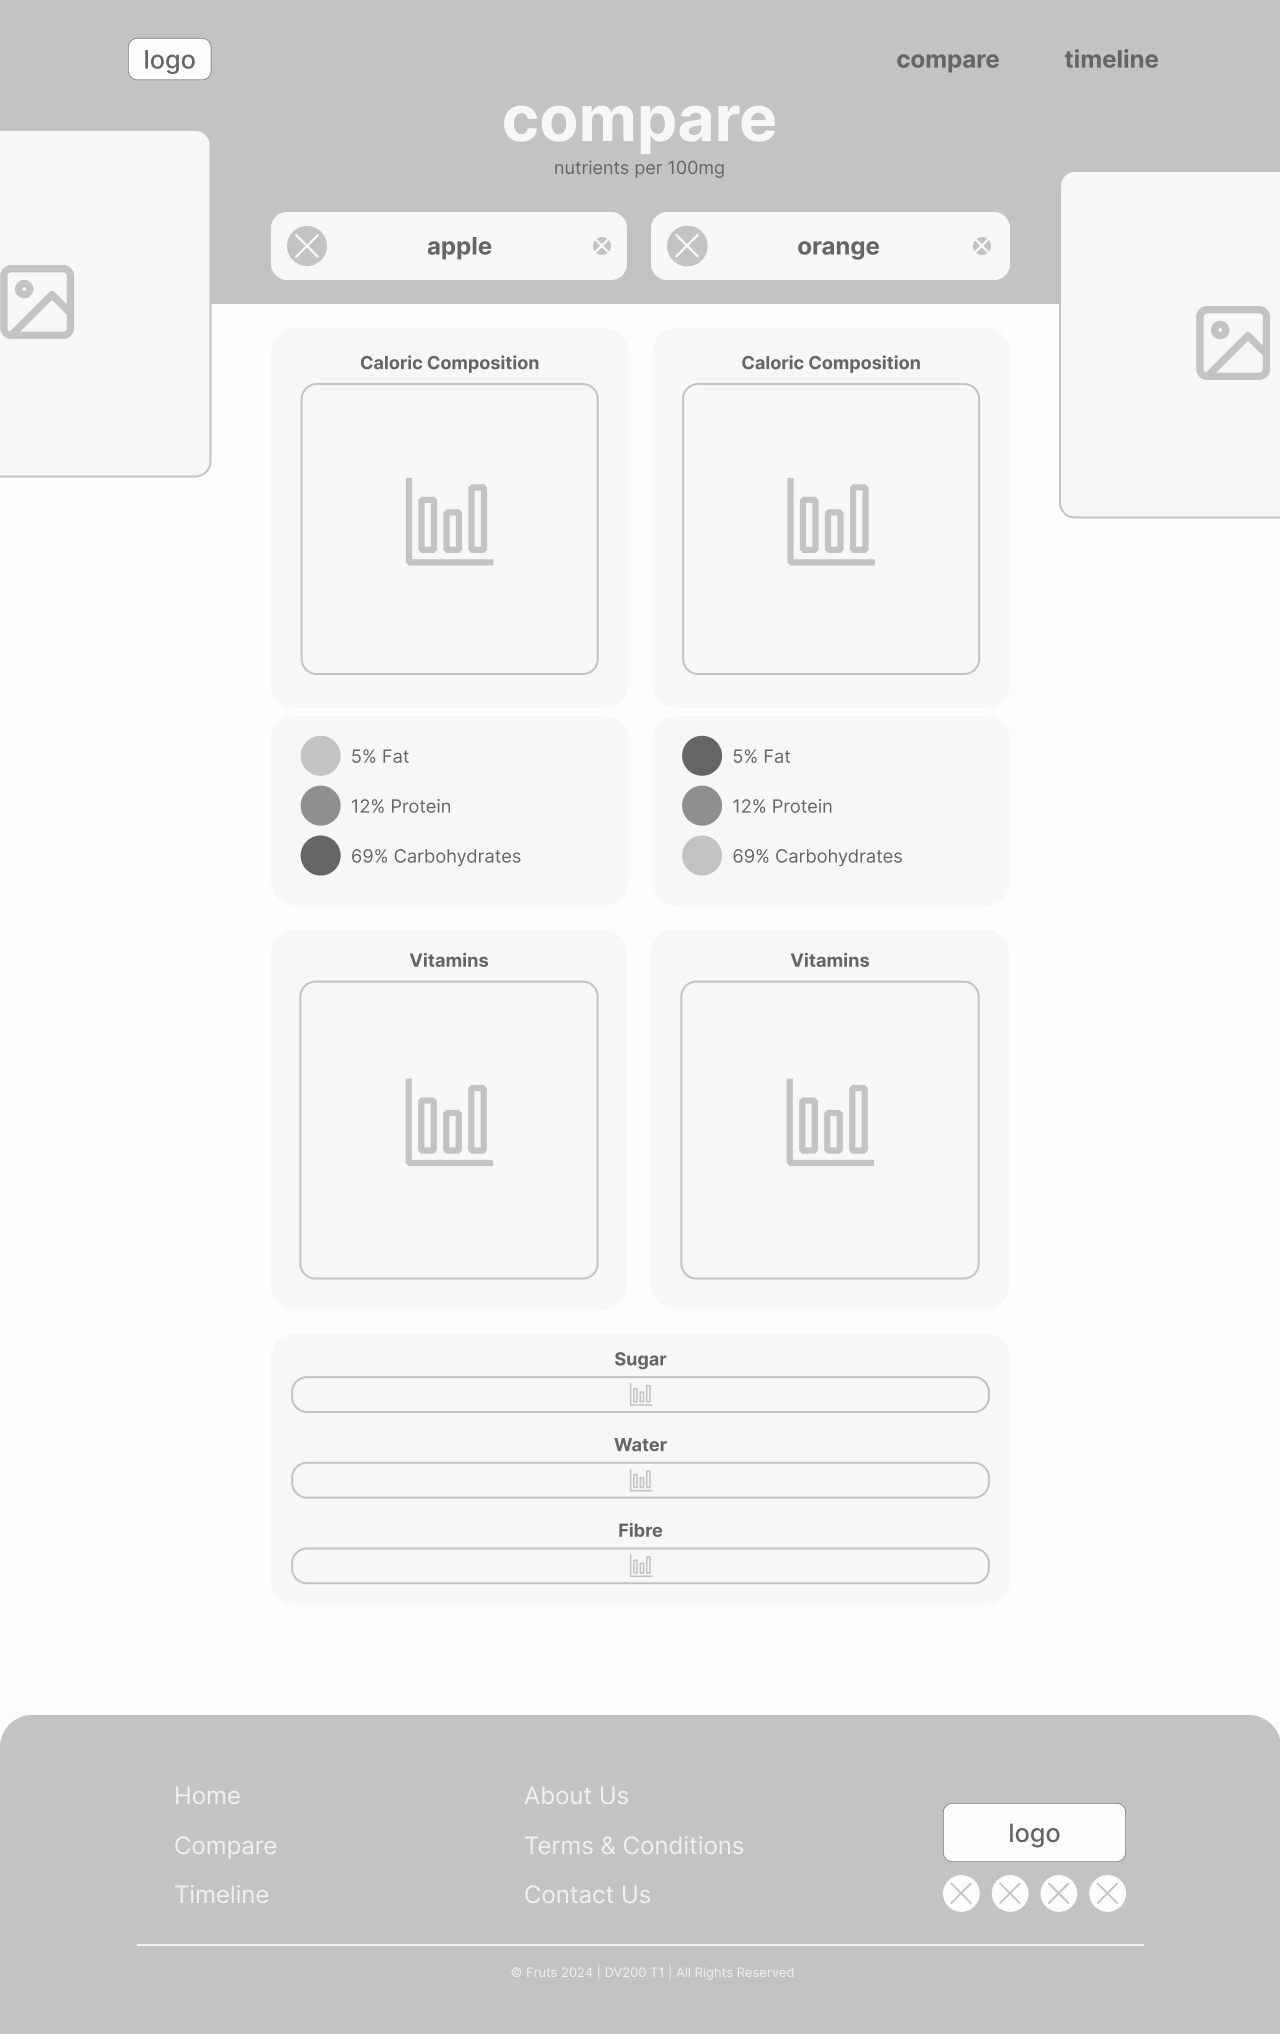 logo
compare
timeline
compare
nutrients per 100mg
apple
orange
Caloric Composition
Caloric Composition
5% Fat
12% Protein
69% Carbohydrates
5% Fat
12% Protein
69% Carbohydrates
Vitamins
Vitamins
Sugar
Water
Fibre
Home
Compare
Timeline
About Us
Terms & Conditions
Contact Us
logo
© Fruts 2024 | DV200 T1 | All Rights Reserved